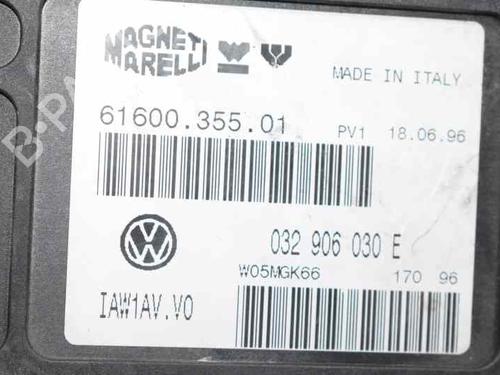 MAGNETI
MARELLI
MADE IN ITALY
61600.355.01
PV1 18.06.96
032 906 030 E
W05MGK66 170 96
IAW1AV.V0